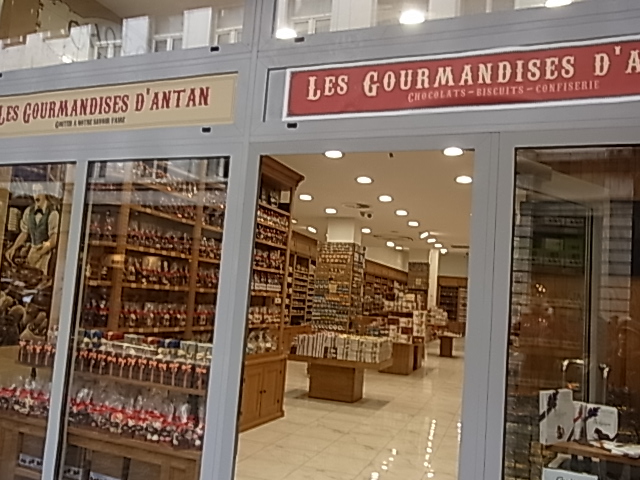 LES GOURMANDISES D'ANTAN
LES GOURMANDISES D'A
CHOCOLATS - BISCUITS - CONFISERIE